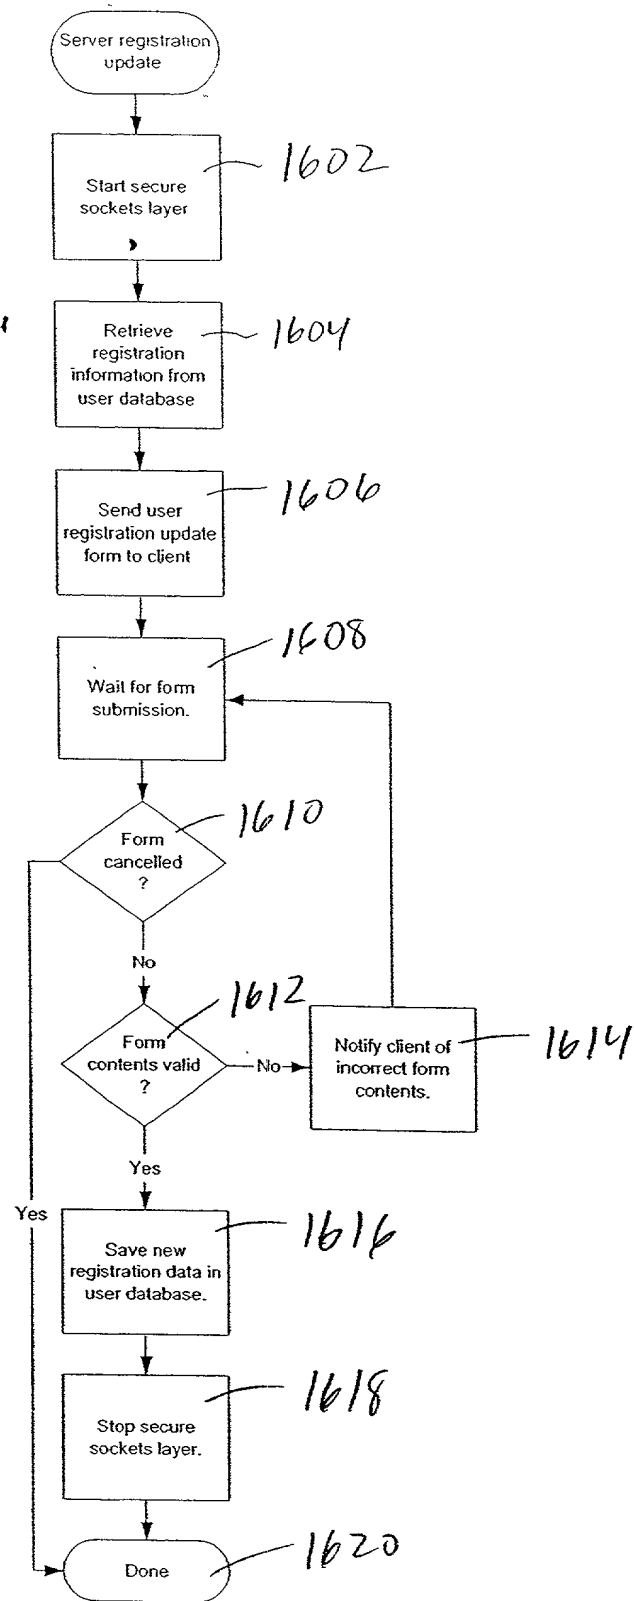 Server registration
update
1602
Start secure
sockets layer
1604
Retrieve
registration
information from
user database
1606
Send user
registration update
form to client
1608
Wait for form
submission.
1610
Form
cancelled
?
No
1612
Form
contents valid
?
No
Notify client of
incorrect form
contents.
1614
Yes
Yes
1616
Save new
registration data in
user database.
1618
Stop secure
sockets layer.
1620
Done